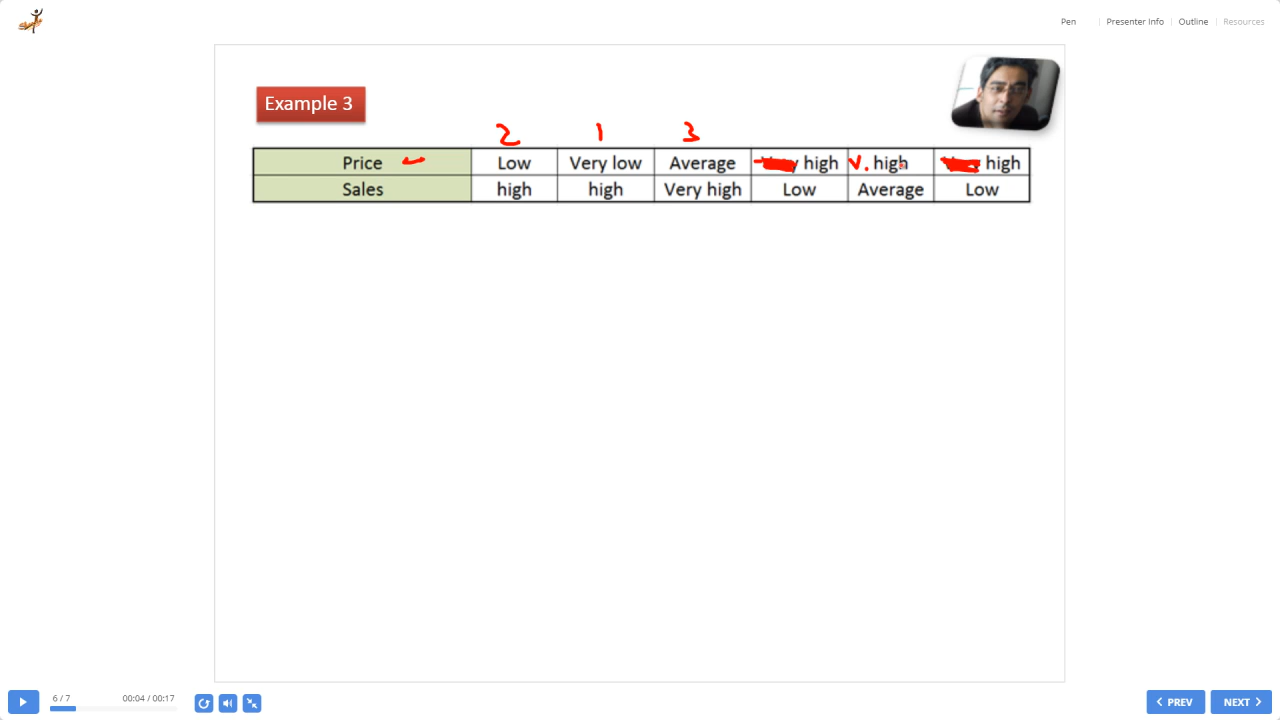 Pen Presenter Info Outline Resources
Example 3
2 1 3
Price Low Very low Average high V. high high
Sales high high Very high Low Average Low
6 / 7 00:04 / 00:17 PREV NEXT